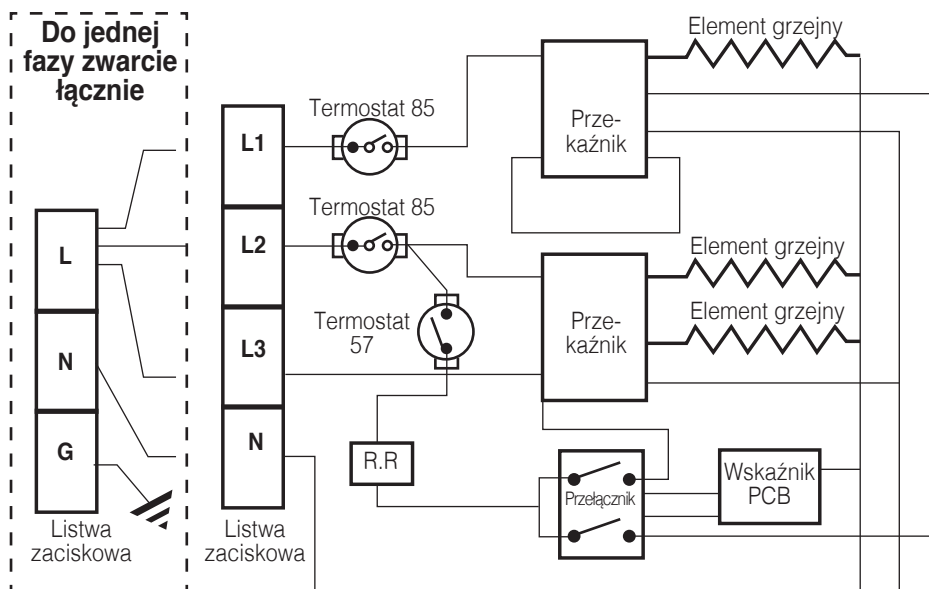 Do jednej
fazy zwarcie
łącznie
L
N
G
Listwa
zaciskowa
L1
L2
L3
N
Listwa
zaciskowa
Termostat 85
Termostat 85
Termostat
57
R.R
Prze-
kaźnik
Element grzejny
Prze-
kaźnik
Element grzejny
Element grzejny
Przełącznik
Wskaźnik
PCB